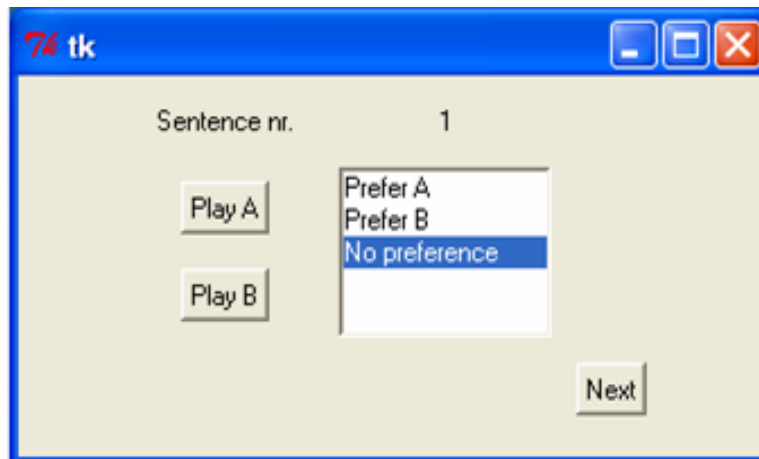 tk
Sentence nr. 1
Play A
Prefer A
Prefer B
No preference
Play B
Next